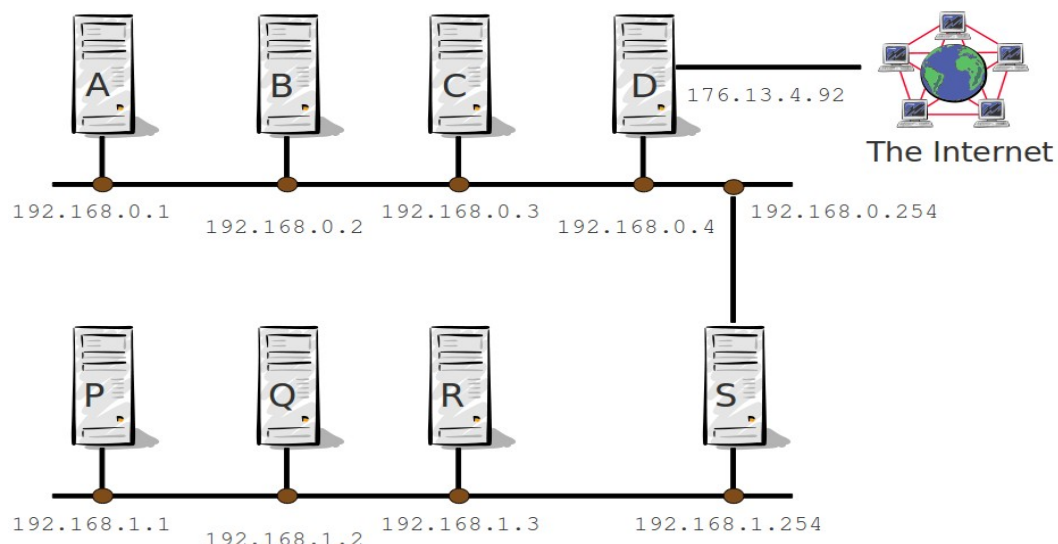 A
B
C
D
176.13.4.92
The Internet
192.168.0.1
192.168.0.2
192.168.0.3
192.168.0.4
192.168.0.254
P
Q
R
S
192.168.1.1
192.168.1.2
192.168.1.3
192.168.1.254